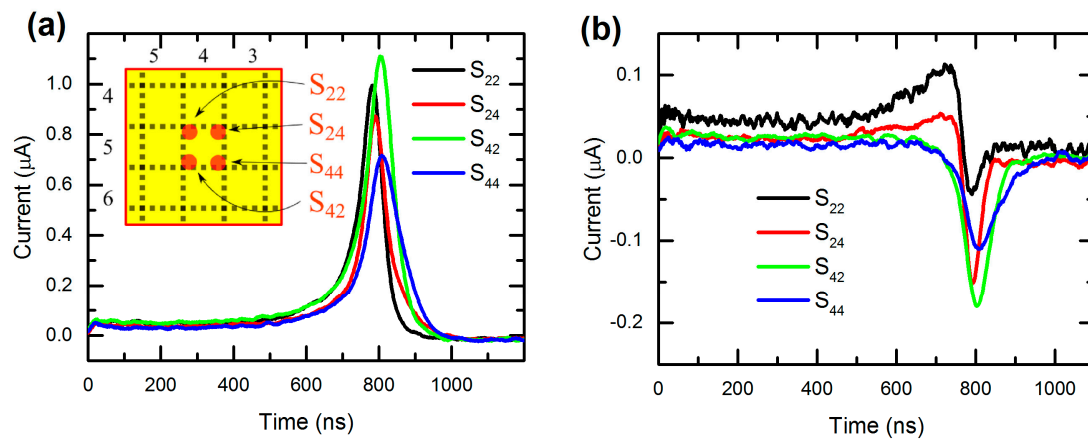 (a)
5 4 3
4
5
6
S₂₂
S₂₄
S₄₄
S₄₂
S₂₂
S₂₄
S₄₂
S₄₄
1.0
0.8
0.6
0.4
0.2
0.0
Current (μA)
0 200 400 600 800 1000
Time (ns)
(b)
0.1
0.0
-0.1
-0.2
Current (μA)
S₂₂
S₂₄
S₄₂
S₄₄
0 200 400 600 800 1000
Time (ns)